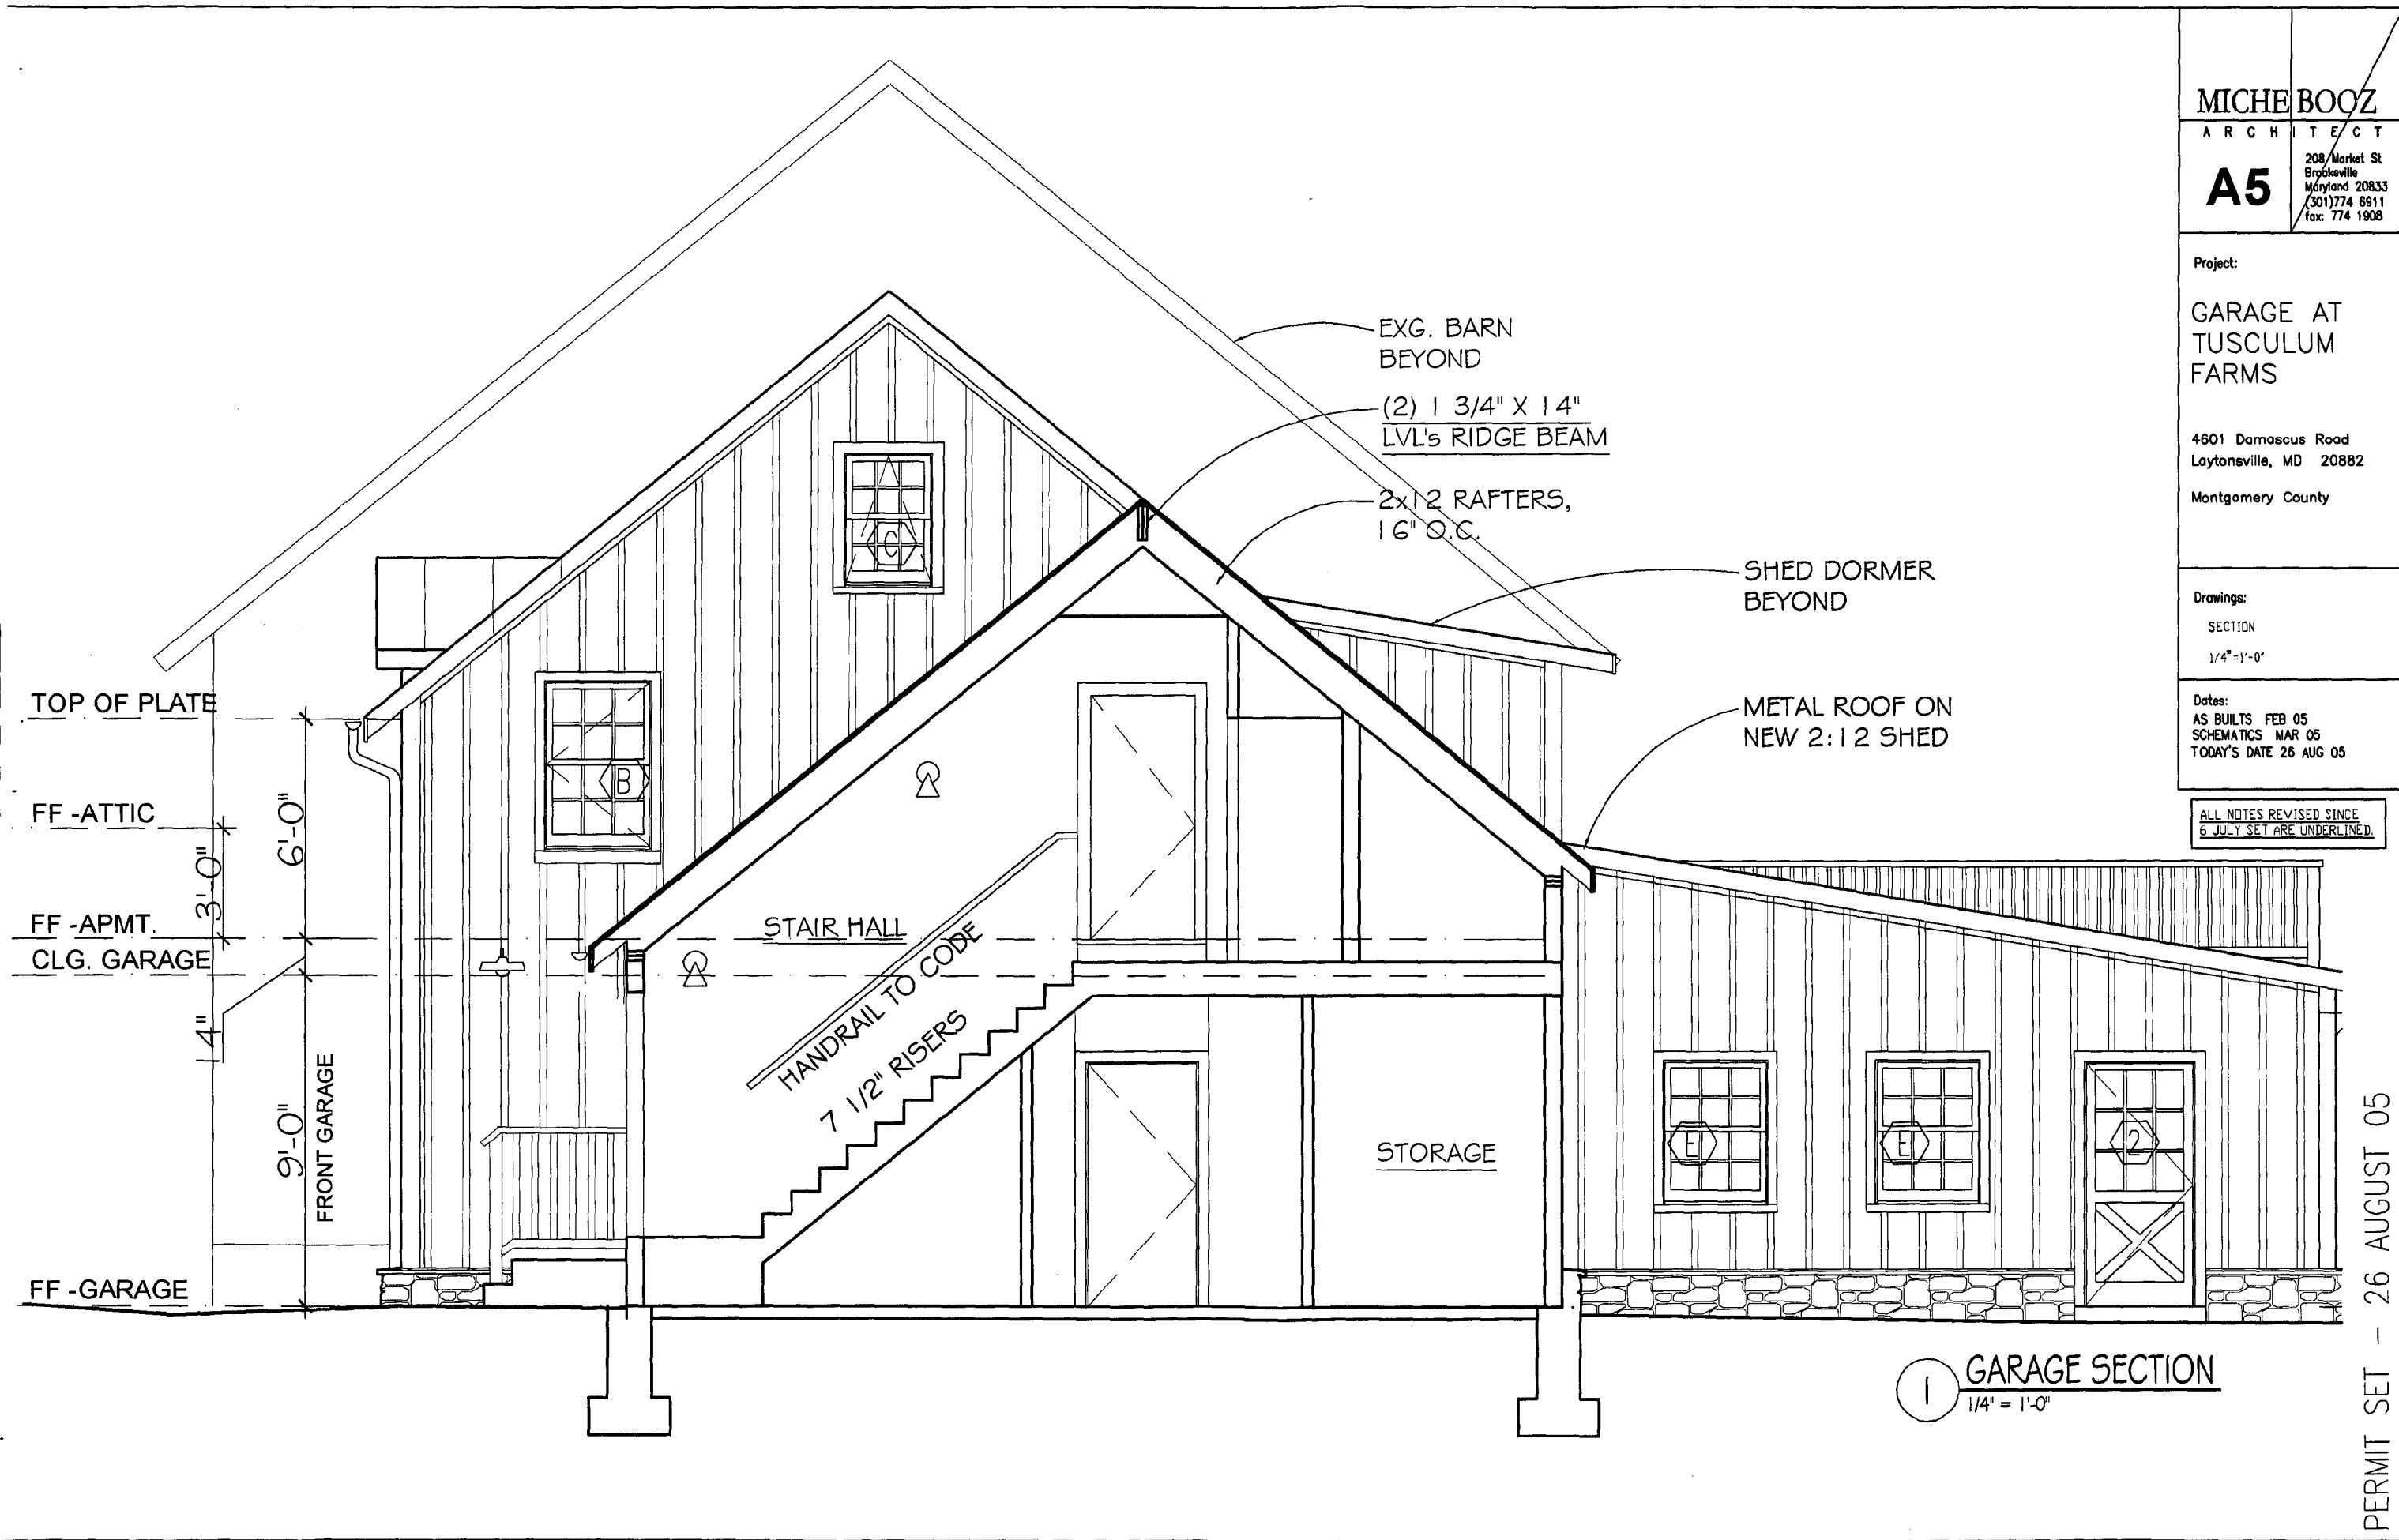 MICHE BOOZ
ARCHITECT
A5
208 Market St
Brookeville
Maryland 20833
(301)774 6911
fax: 774 1908
Project:
GARAGE AT
TUSCULUM
FARMS
4601 Damascus Road
Laytonsville, MD 20882
Montgomery County
Drawings:
SECTION
1/4"=1'-0"
Dates:
AS BUILTS FEB 05
SCHEMATICS MAR 05
TODAY'S DATE 26 AUG 05
ALL NOTES REVISED SINCE
6 JULY SET ARE UNDERLINED.
EXG. BARN
BEYOND
(2) 1 3/4" X 14"
LVL's RIDGE BEAM
2x12 RAFTERS,
16" O.C.
SHED DORMER
BEYOND
METAL ROOF ON
NEW 2:12 SHED
TOP OF PLATE
FF -ATTIC
FF -APMT.
CLG. GARAGE
FF -GARAGE
6'-0"
3'-0"
14"
9'-0"
FRONT GARAGE
C
B
STAIR HALL
HANDRAIL TO CODE
7 1/2" RISERS
STORAGE
E
E
2
1
GARAGE SECTION
1/4" = 1'-0"
PERMIT SET - 26 AUGUST 05